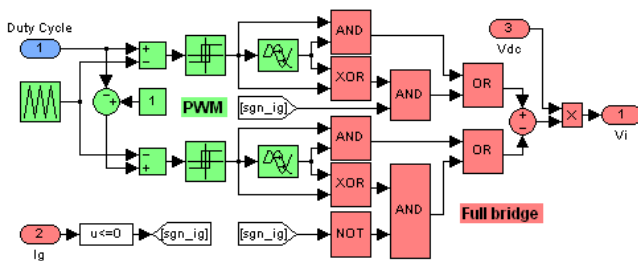 Duty Cycle
1
+
−
−
+
1
PWM
−
+
AND
XOR
[sgn_ig]
AND
OR
3
Vdc
+
−
X
1
Vi
AND
XOR
AND
OR
Full bridge
2
Ig
u<=0
[sgn_ig]
[sgn_ig]
NOT